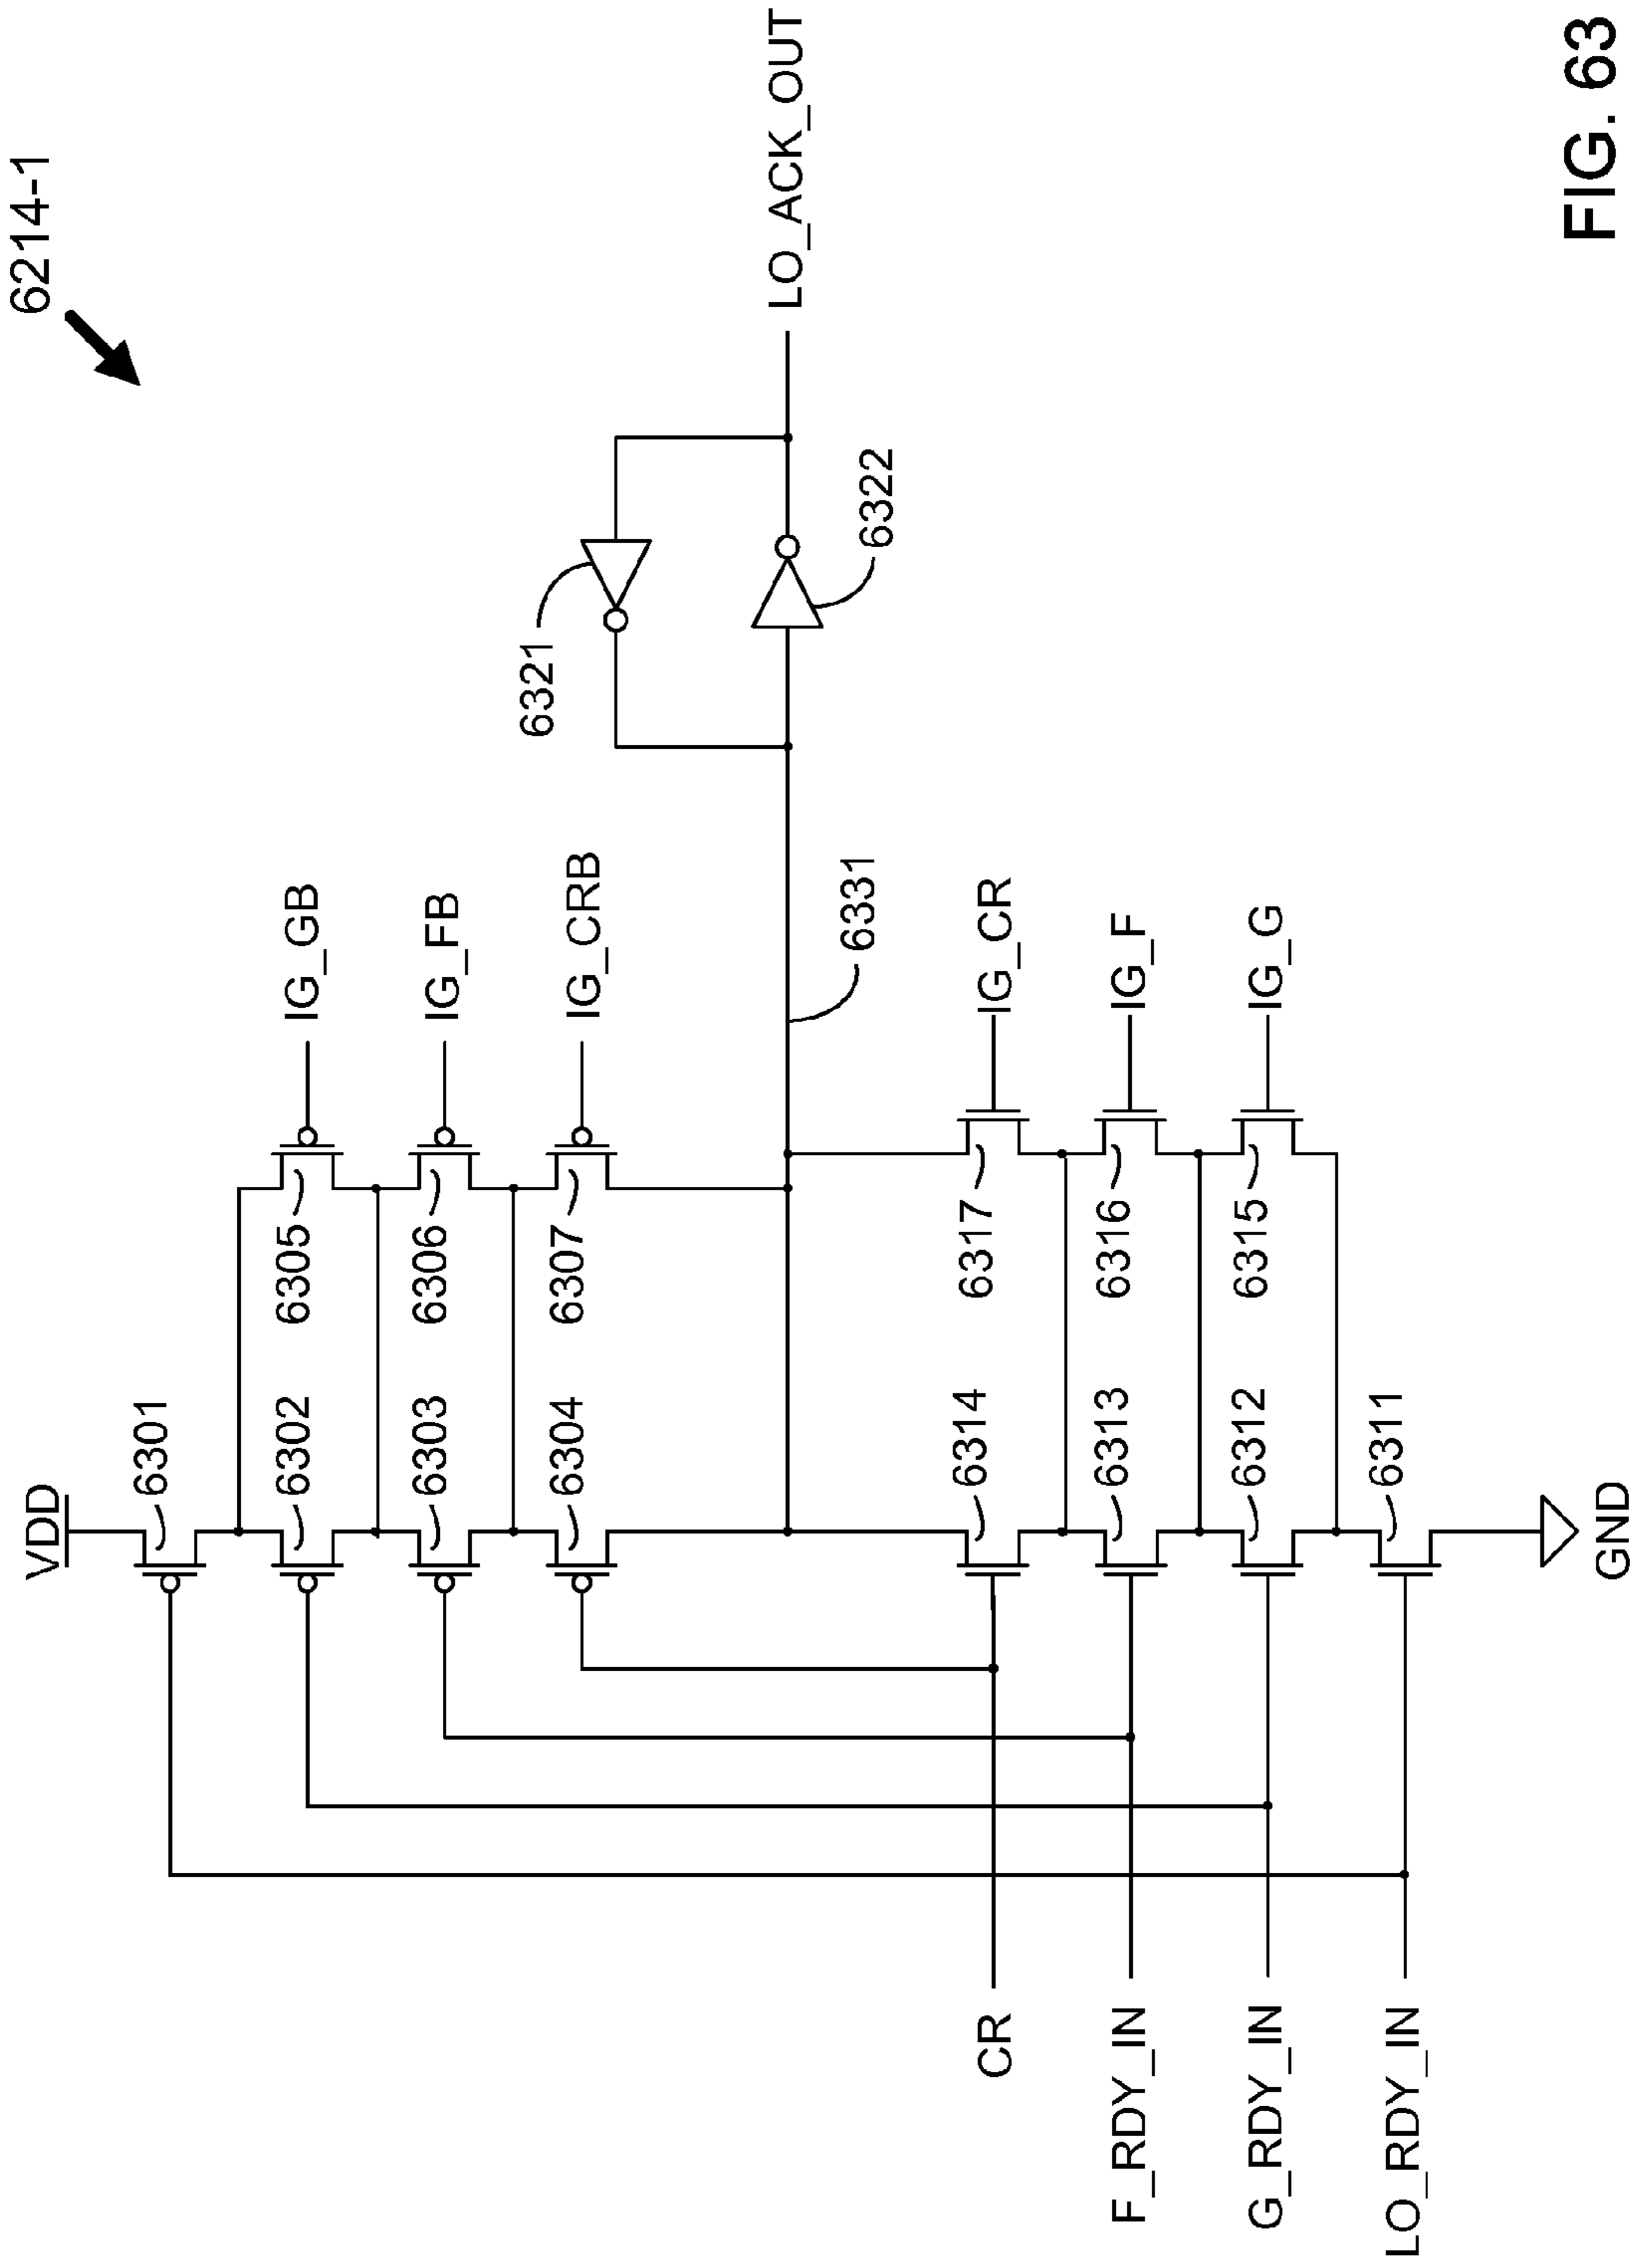 6214-1
VDD
6301
6302
6303
6304
6305
6306
6307
IG_GB
IG_FB
IG_CRB
6321
6322
LO_ACK_OUT
6331
6314
6313
6312
6311
6317
6316
6315
IG_CR
IG_F
IG_G
CR
F_RDY_IN
G_RDY_IN
LO_RDY_IN
GND
FIG. 63